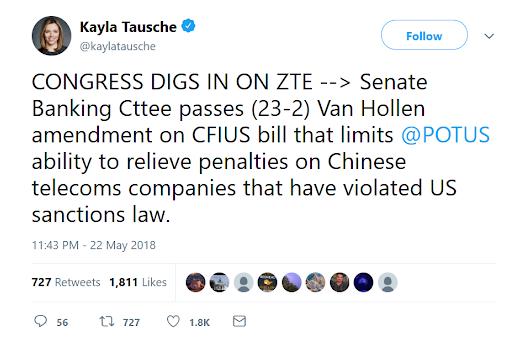 Kayla Tausche
@kaylatausche
Follow
CONGRESS DIGS IN ON ZTE --> Senate
Banking Cttee passes (23-2) Van Hollen
amendment on CFIUS bill that limits @POTUS
ability to relieve penalties on Chinese
telecoms companies that have violated US
sanctions law.
11:43 PM - 22 May 2018
727 Retweets 1,811 Likes
56 727 1.8K